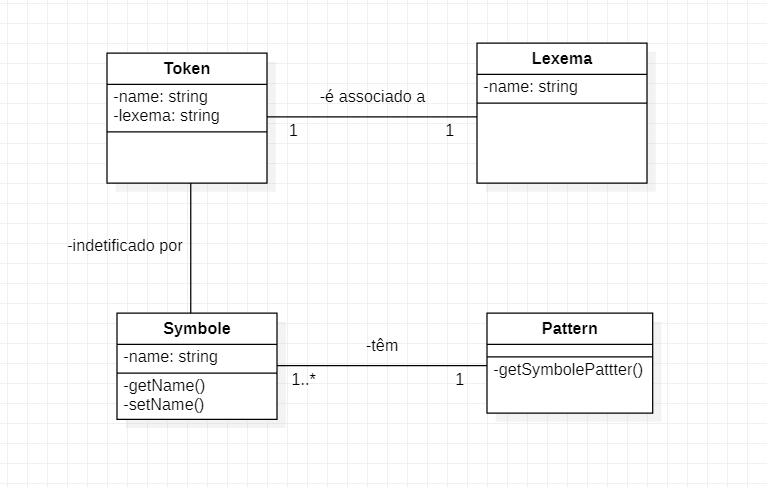 Token
-name: string
-lexema: string
-é associado a
1
1
Lexema
-name: string
-indetificado por
Symbole
-name: string
-getName()
-setName()
-têm
1..*
1
Pattern
-getSymbolePattter()